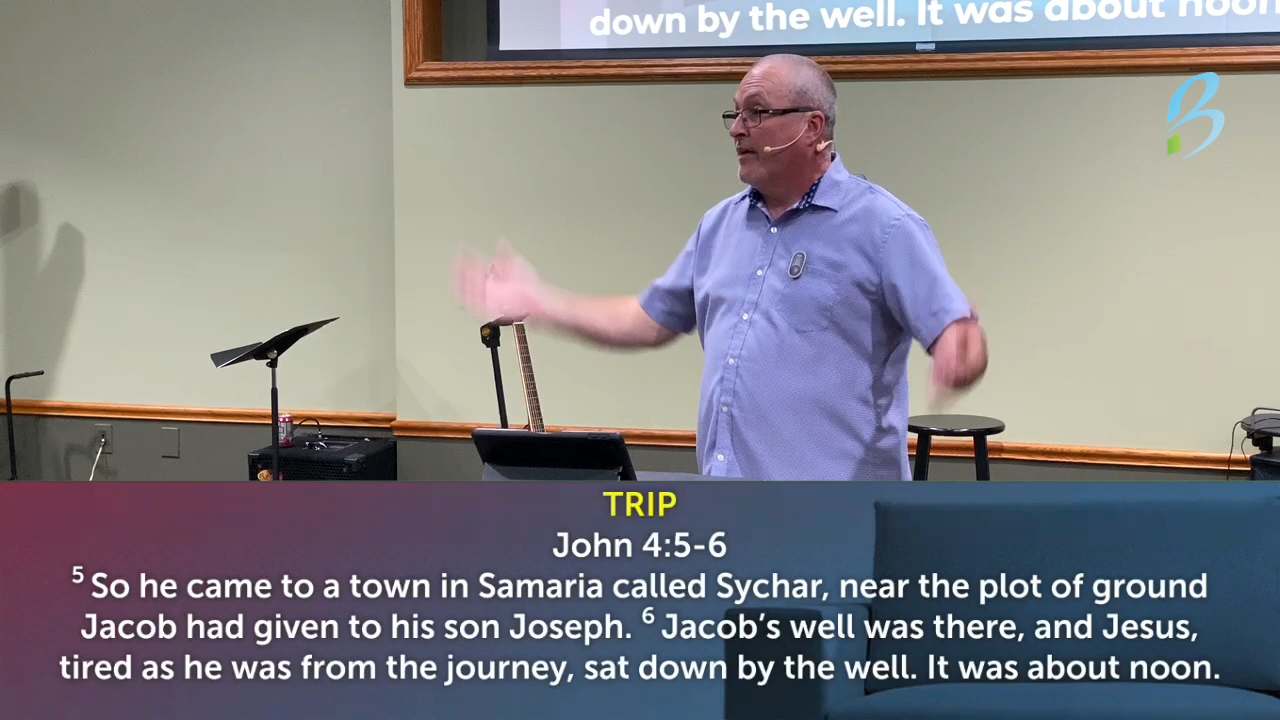 down by the well. It was about noon
B
TRIP
John 4:5-6
⁵ So he came to a town in Samaria called Sychar, near the plot of ground
Jacob had given to his son Joseph. ⁶ Jacob’s well was there, and Jesus,
tired as he was from the journey, sat down by the well. It was about noon.